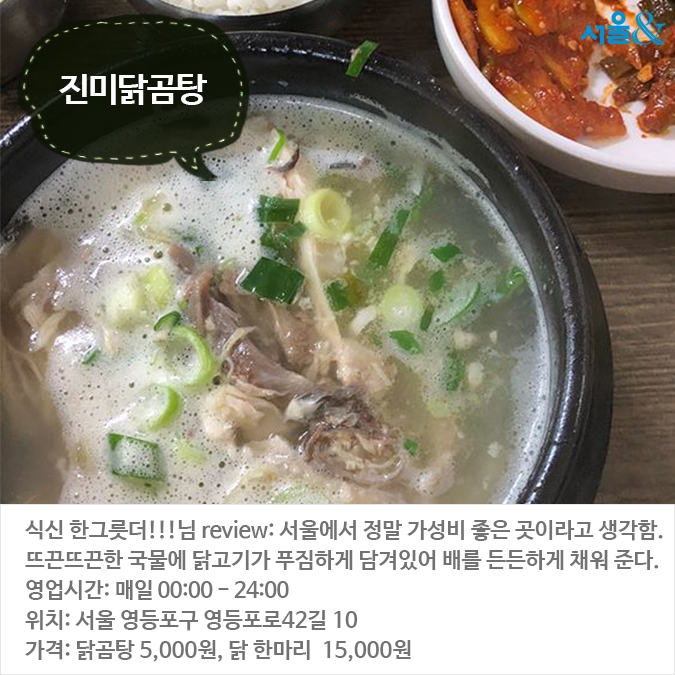 서울&
진미닭곰탕
식신 한그릇더!!!님 review: 서울에서 정말 가성비 좋은 곳이라고 생각함.
뜨끈뜨끈한 국물에 닭고기가 푸짐하게 담겨있어 배를 든든하게 채워 준다.
영업시간: 매일 00:00 - 24:00
위치: 서울 영등포구 영등포로42길 10
가격: 닭곰탕 5,000원, 닭 한마리  15,000원